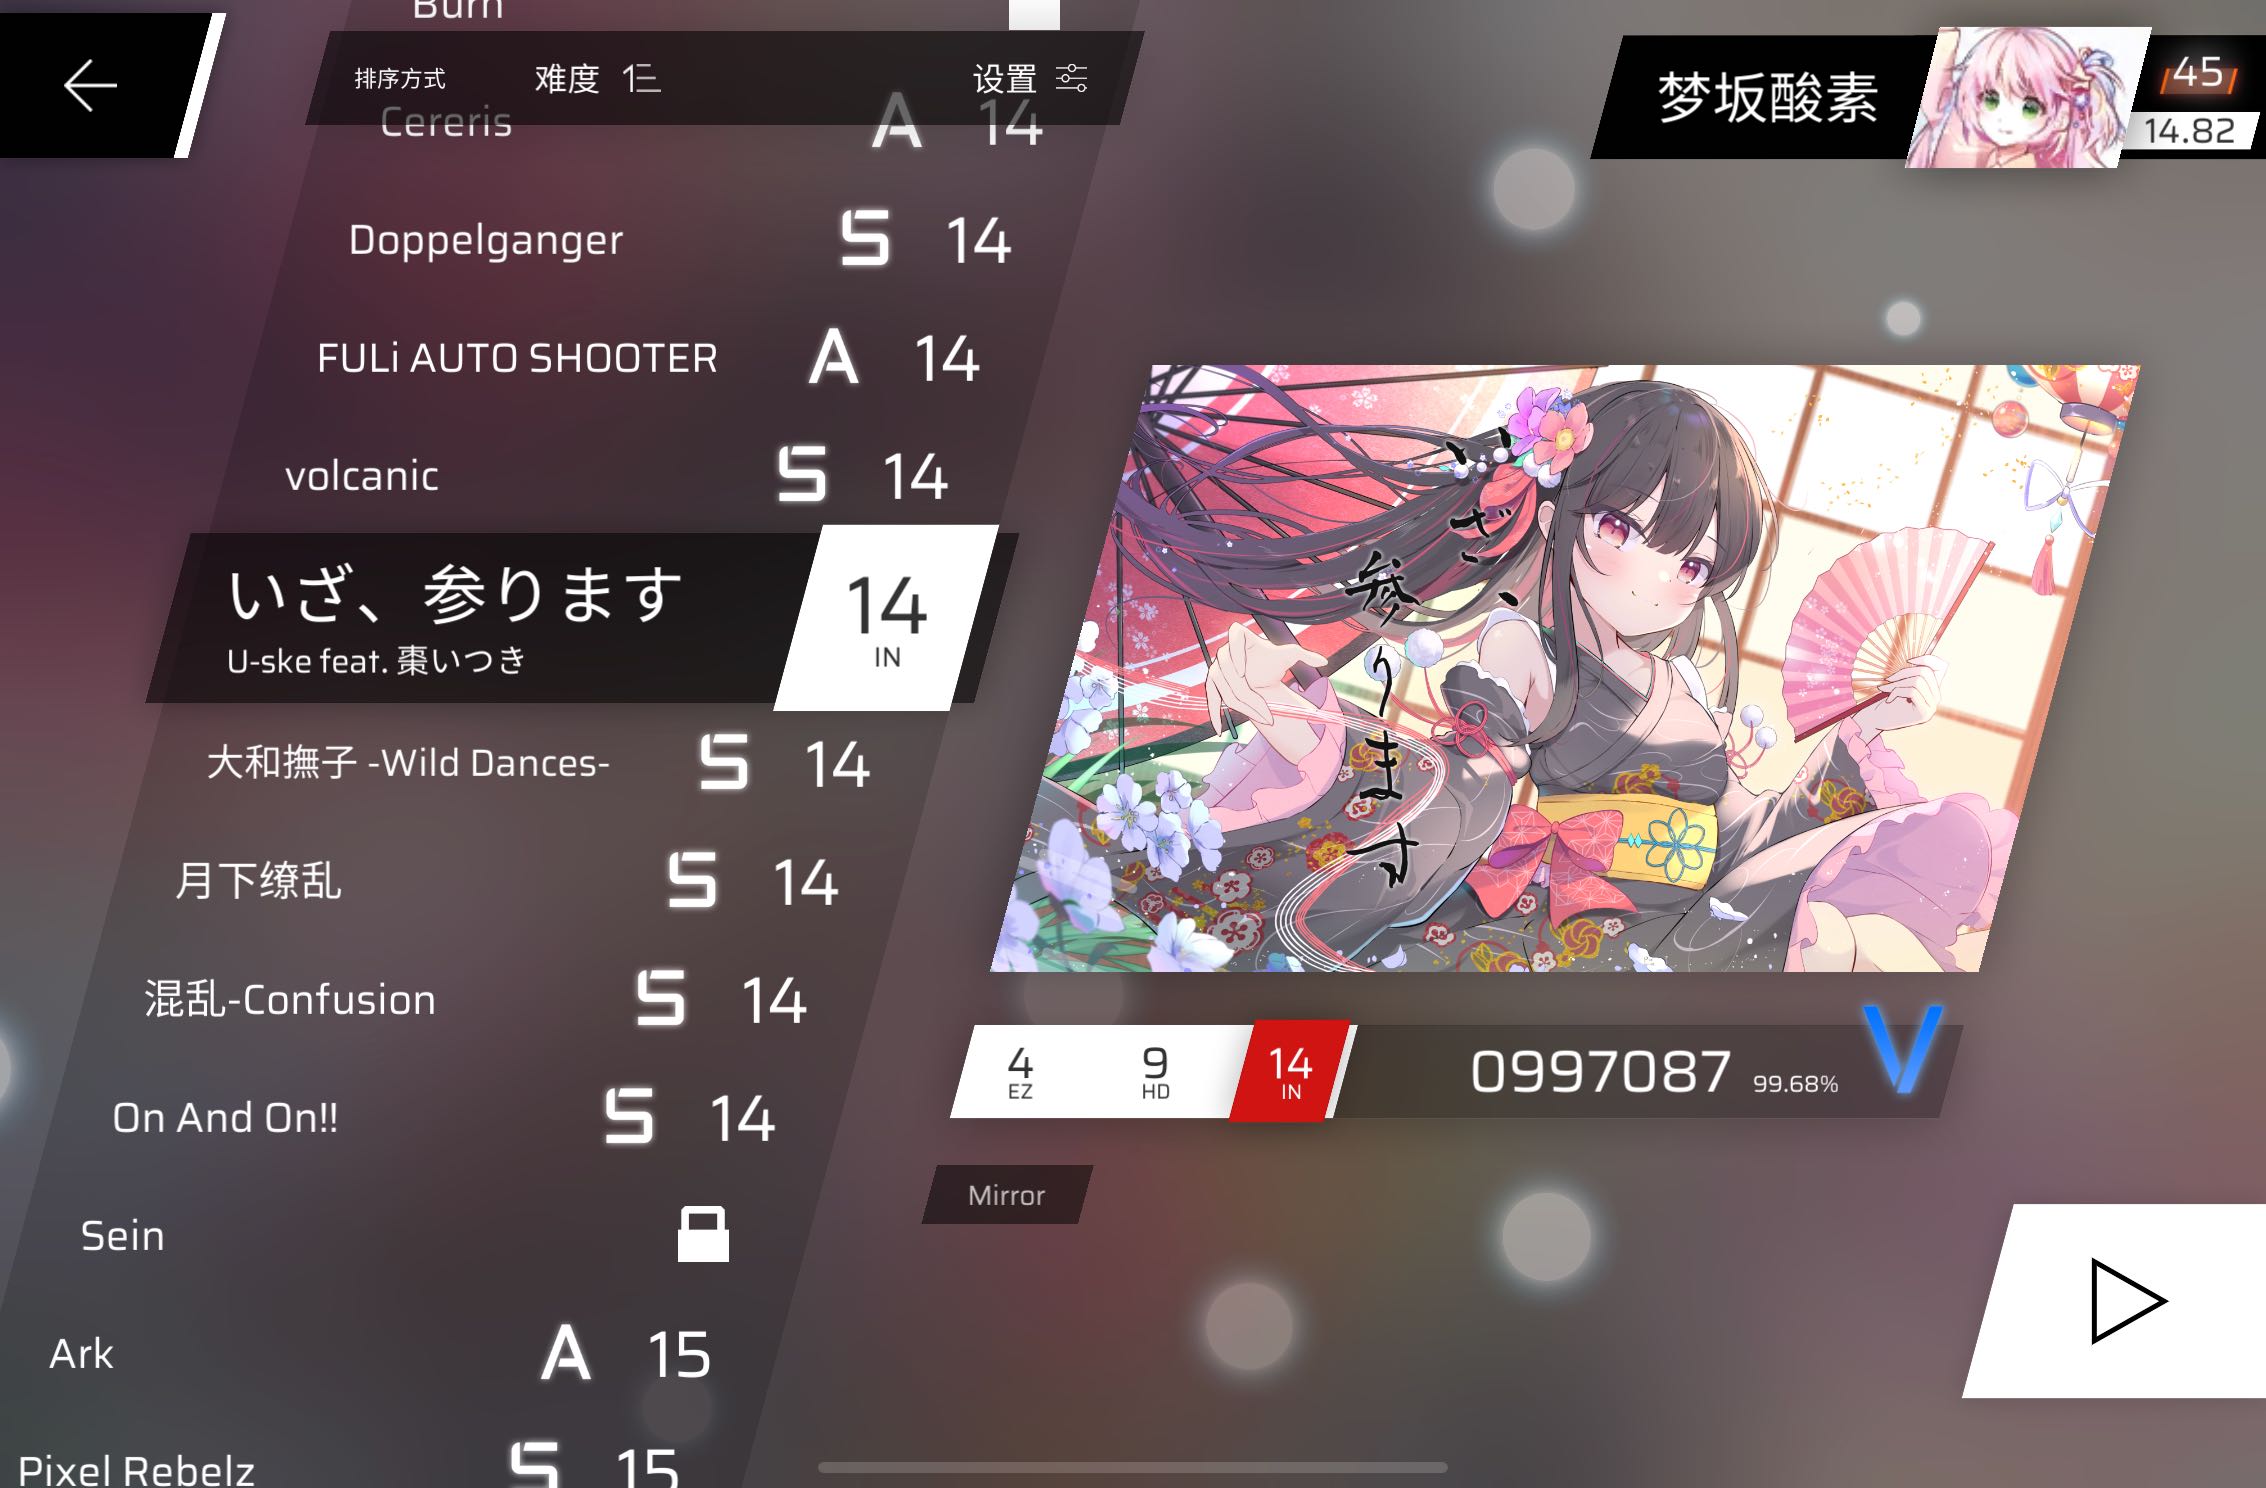 Burn
排序方式 难度 设置
梦坂酸素
45
14.82
Cereris A 14
Doppelganger S 14
FULi AUTO SHOOTER A 14
volcanic S 14
いざ、参ります
U-ske feat. 棗いつき
14
IN
大和撫子 -Wild Dances- S 14
月下缭乱 S 14
混乱-Confusion S 14
On And On!! S 14
Sein
Ark A 15
Pixel Rebelz S 15
いざ、
参ります
4 9 14
EZ HD IN
0997087 99.68% V
Mirror